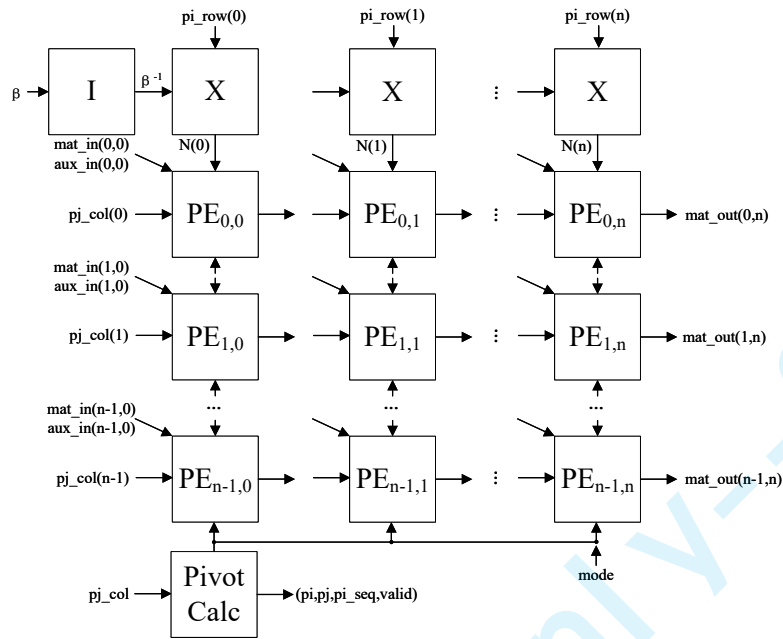 pi_row(0) pi_row(1) pi_row(n)
β I β⁻¹ X X ⋮ X
N(0) N(1) N(n)
mat_in(0,0)
aux_in(0,0)
pj_col(0) PE0,0 PE0,1 ⋮ PE0,n mat_out(0,n)
mat_in(1,0)
aux_in(1,0)
pj_col(1) PE1,0 PE1,1 ⋮ PE1,n mat_out(1,n)
... ... ...
mat_in(n-1,0)
aux_in(n-1,0)
pj_col(n-1) PEn-1,0 PEn-1,1 ⋮ PEn-1,n mat_out(n-1,n)
mode
pj_col Pivot (pi,pj,pi_seq,valid)
Calc
nly